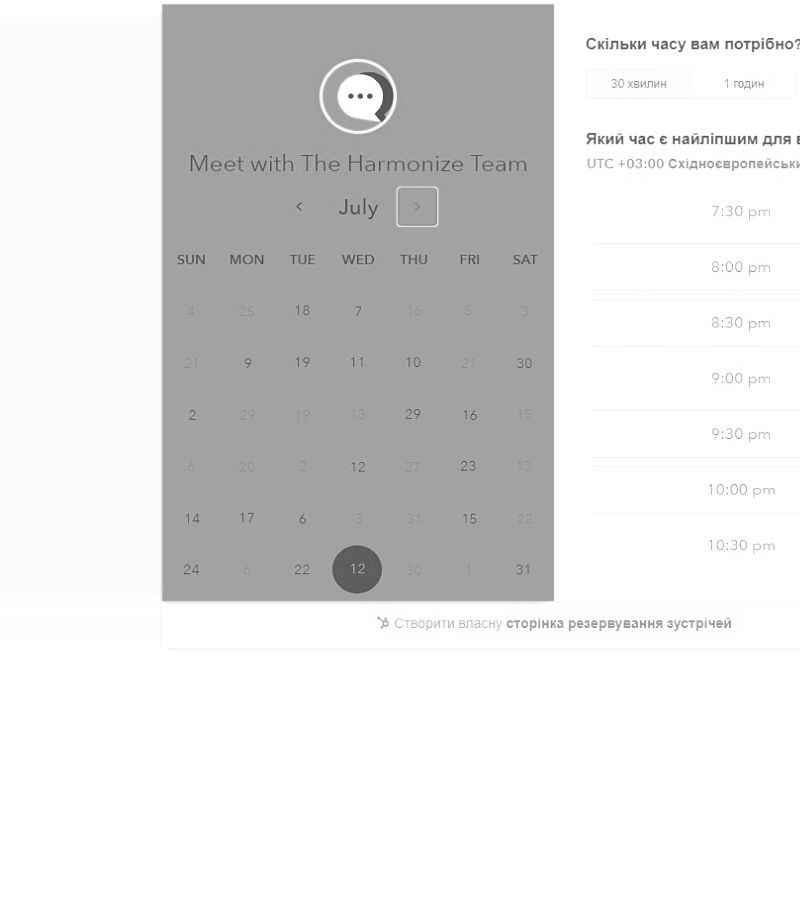 Meet with The Harmonize Team
July
SUN MON TUE WED THU FRI SAT
4 25 18 7 16 5 3
21 9 19 11 10 21 30
2 29 19 13 29 16 15
6 20 2 12 27 23 13
14 17 6 3 31 15 22
24 6 22 12 30 1 31
Скільки часу вам потрібно?
30 хвилин 1 годин
Який час є найліпшим для
UTC +03:00
7:30 pm
8:00 pm
8:30 pm
9:00 pm
9:30 pm
10:00 pm
10:30 pm
Створити власну сторінка резервування зустрічей